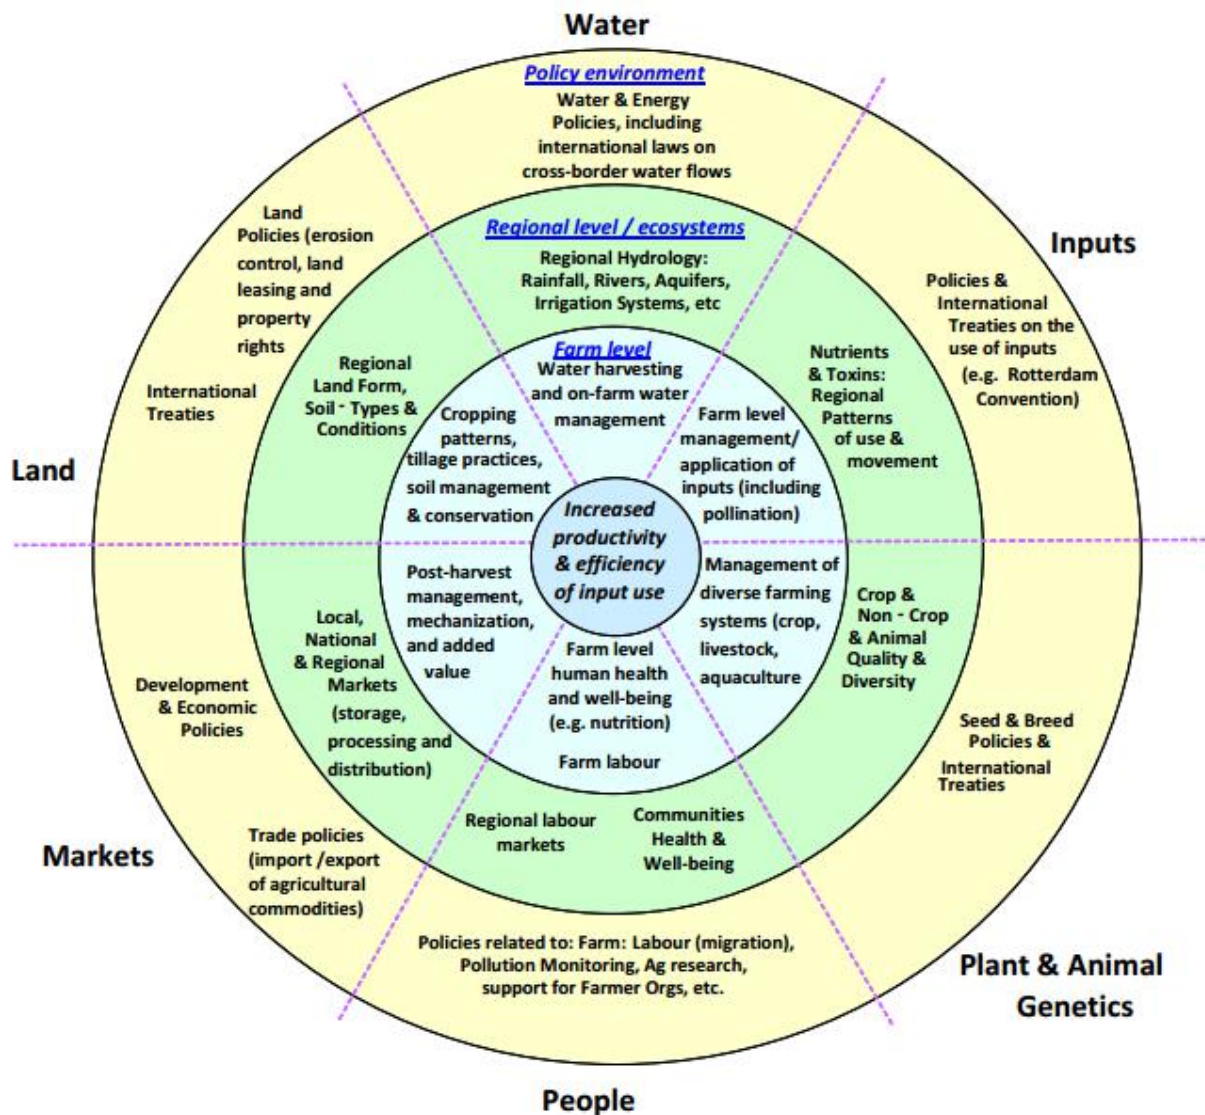 Water
Policy environment
Water & Energy
Policies, including
international laws on
cross-border water flows
Regional level / ecosystems
Regional Hydrology:
Rainfall, Rivers, Aquifers,
Irrigation Systems, etc
Farm level
Water harvesting
and on-farm water
management
Inputs
Policies &
International
Treaties on the
use of inputs
(e.g. Rotterdam
Convention)
Nutrients
& Toxins:
Regional
Patterns
of use &
movement
Farm level
management/
application of
inputs (including
pollination)
Land
Policies (erosion
control, land
leasing and
property
rights
International
Treaties
Regional
Land Form,
Soil - Types &
Conditions
Cropping
patterns,
tillage practices,
soil management
& conservation
Land
Increased
productivity
& efficiency
of input use
Post-harvest
management,
mechanization,
and added
value
Local,
National
& Regional
Markets
(storage,
processing and
distribution)
Development
& Economic
Policies
Trade policies
(import /export
of agricultural
commodities)
Markets
Management of
diverse farming
systems (crop,
livestock,
aquaculture
Crop &
Non - Crop
& Animal
Quality &
Diversity
Seed & Breed
Policies &
International
Treaties
Plant & Animal
Genetics
Farm level
human health
and well-being
(e.g. nutrition)
Farm labour
Regional labour
markets
Communities
Health &
Well-being
Policies related to: Farm: Labour (migration),
Pollution Monitoring, Ag research,
support for Farmer Orgs, etc.
People